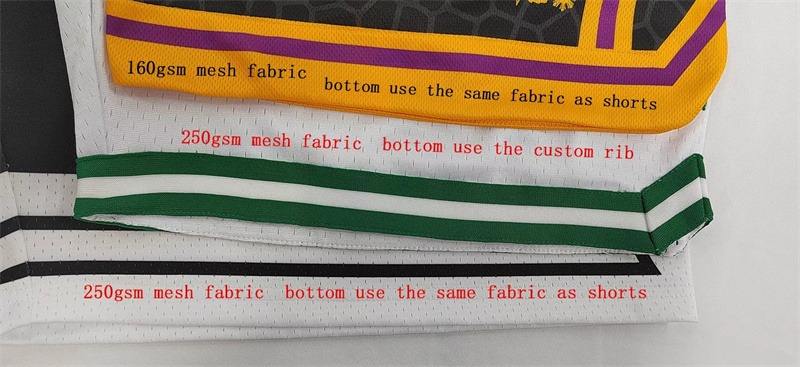 160gsm mesh fabric  bottom use the same fabric as shorts
250gsm mesh fabric  bottom use the custom rib
250gsm mesh fabric  bottom use the same fabric as shorts